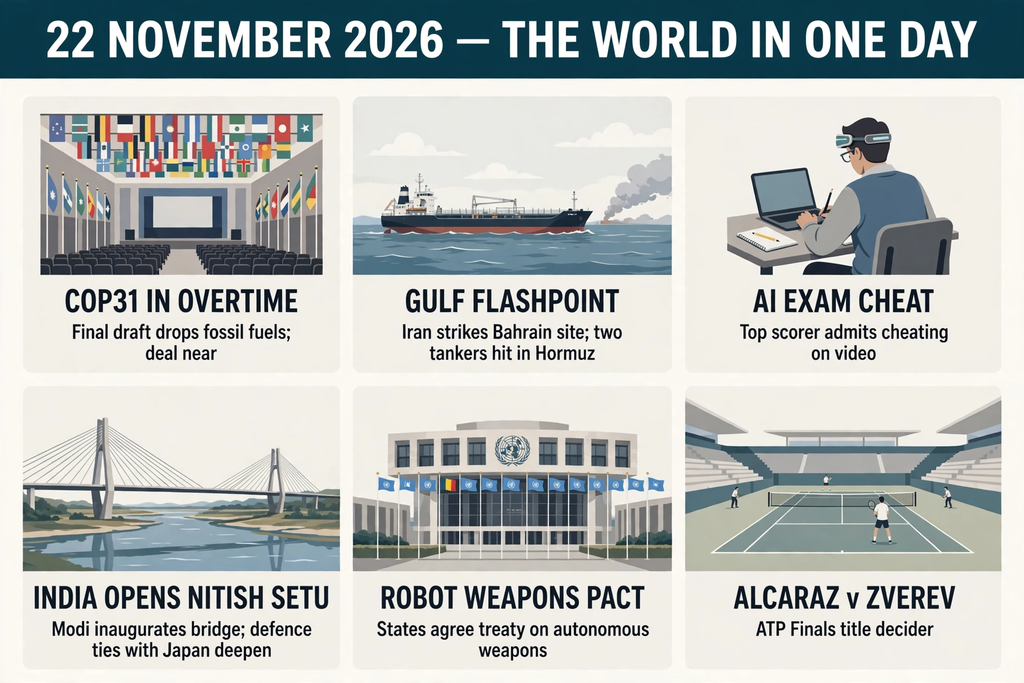 22 NOVEMBER 2026 — THE WORLD IN ONE DAY
COP31 IN OVERTIME
Final draft drops fossil fuels;
deal near
GULF FLASHPOINT
Iran strikes Bahrain site; two
tankers hit in Hormuz
AI EXAM CHEAT
Top scorer admits cheating
on video
INDIA OPENS NITISH SETU
Modi inaugurates bridge; defence
ties with Japan deepen
ROBOT WEAPONS PACT
States agree treaty on autonomous
weapons
ALCARAZ v ZVEREV
ATP Finals title decider